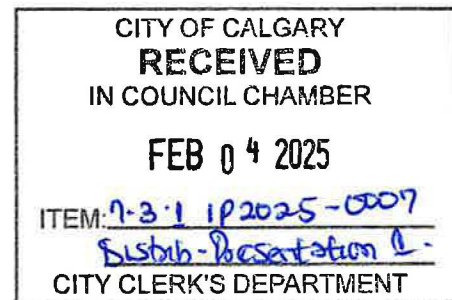 CITY OF CALGARY
RECEIVED
IN COUNCIL CHAMBER
FEB 04 2025
ITEM: 7-3-1 IP2025-0007
Distrib-Presentation 1.
CITY CLERK'S DEPARTMENT